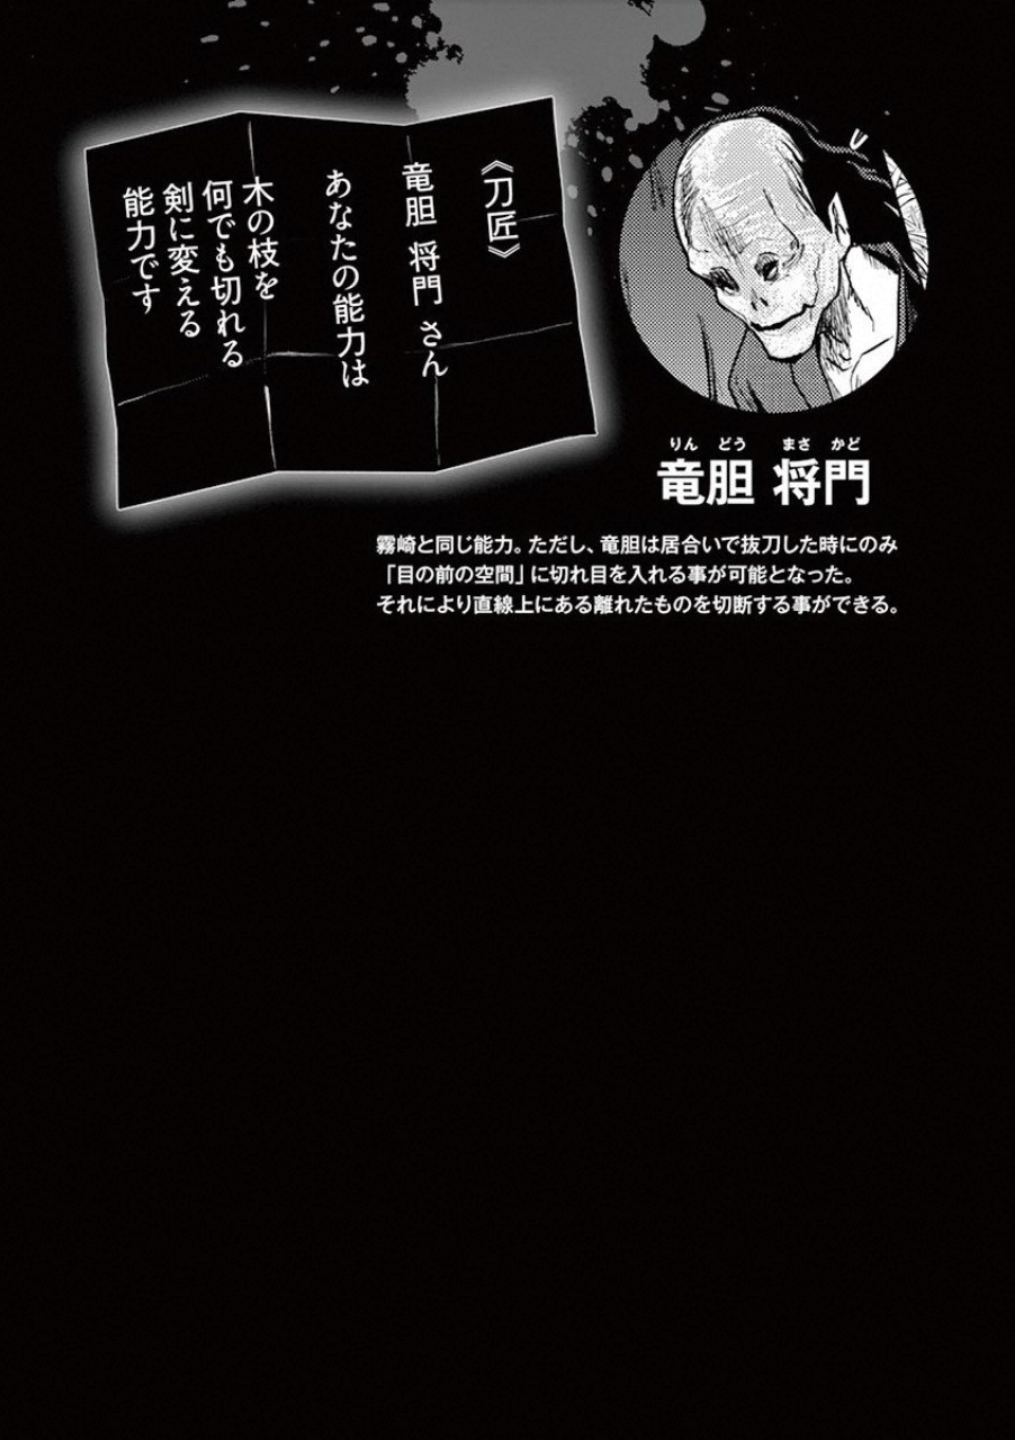 《刀匠》
竜胆 将門 さん
あなたの能力は
木の枝を
何でも切れる
剣に変える
能力です
りん どう まさ かど
竜胆 将門
霧崎と同じ能力。ただし、竜胆は居合いで抜刀した時にのみ
「目の前の空間」に切れ目を入れる事が可能となった。
それにより直線上にある離れたものを切断する事ができる。